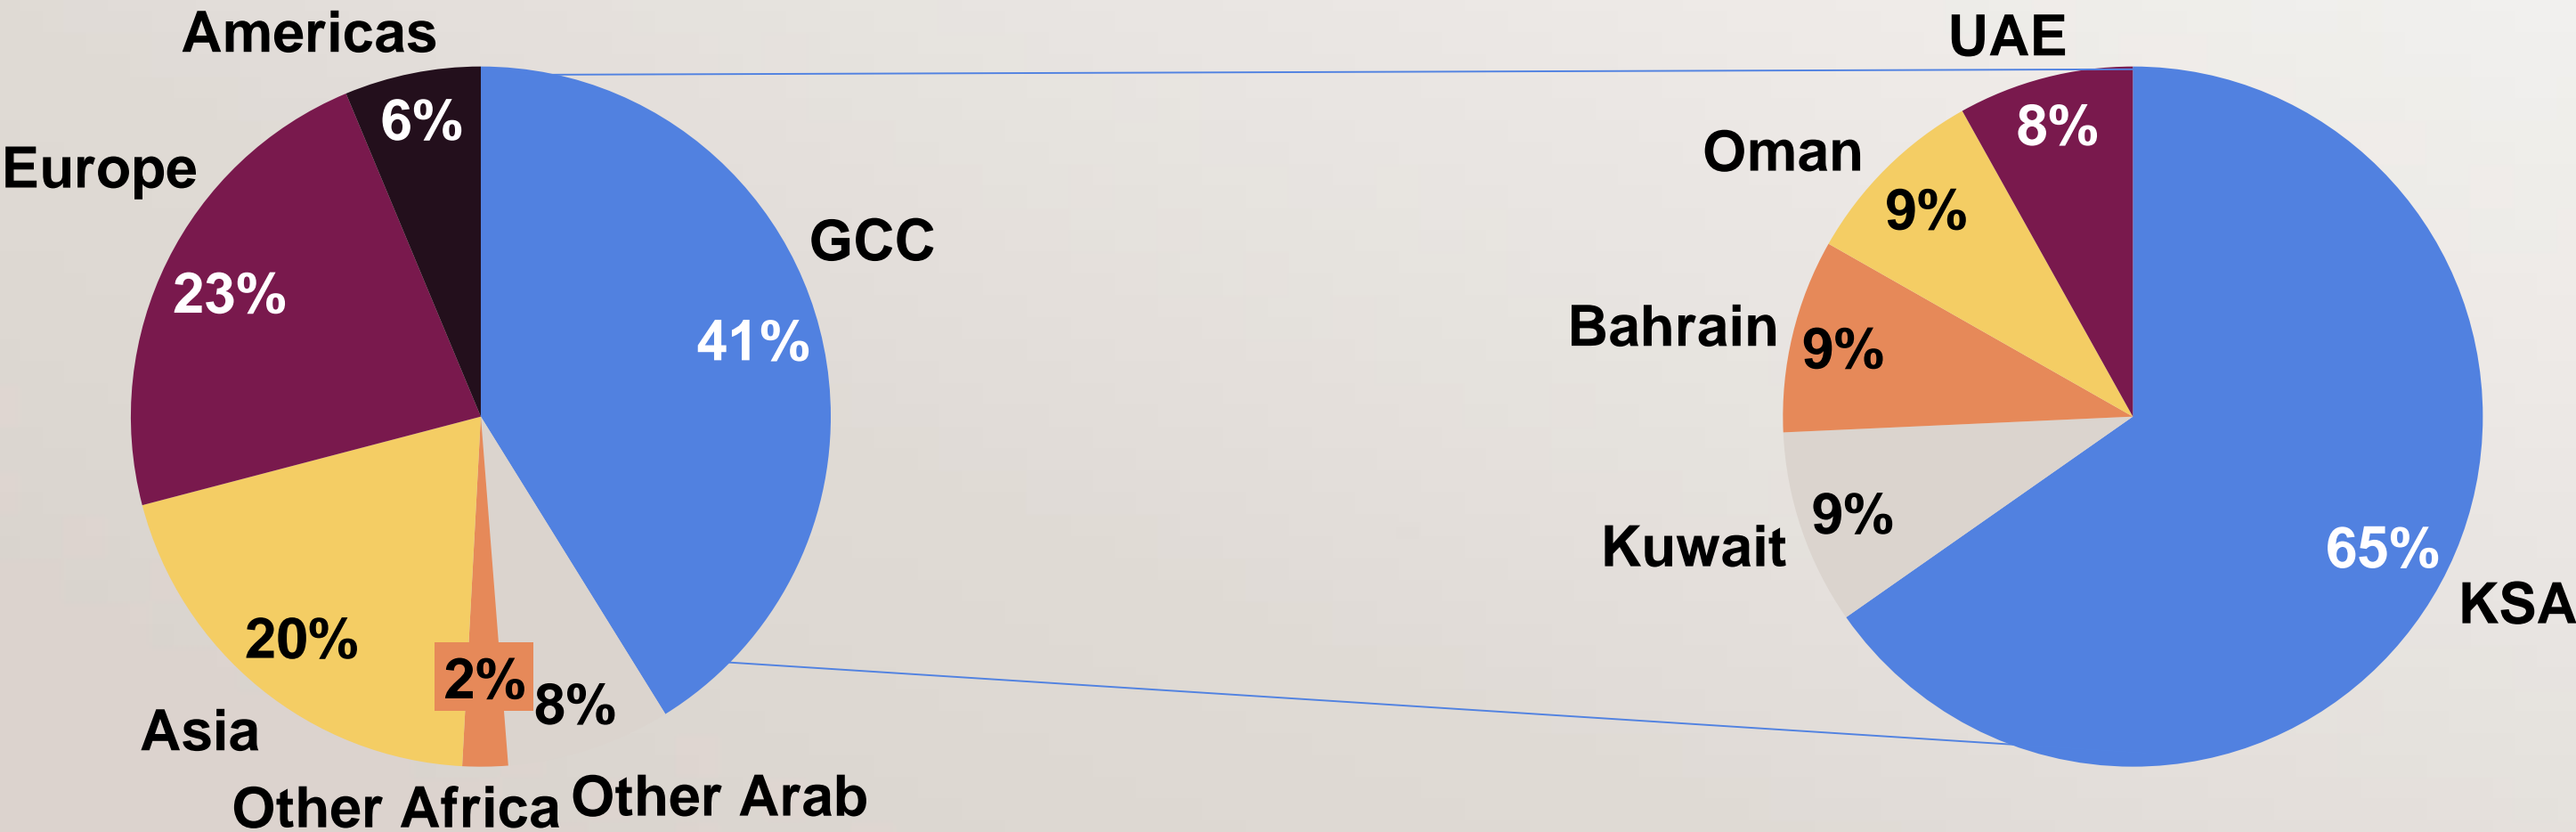 Americas
6%
Europe
23%
GCC
41%
20%
2%
8%
Asia
Other Africa
Other Arab
UAE
8%
Oman
9%
Bahrain
9%
9%
Kuwait
65%
KSA